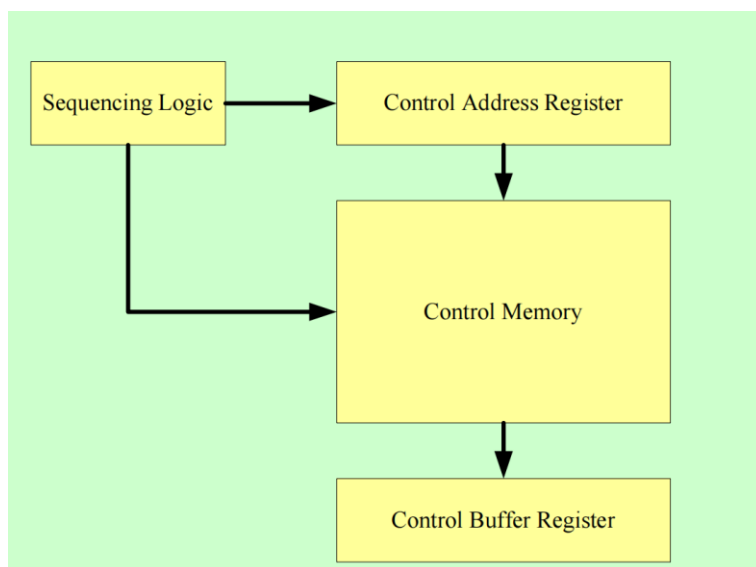 Sequencing Logic
Control Address Register
Control Memory
Control Buffer Register